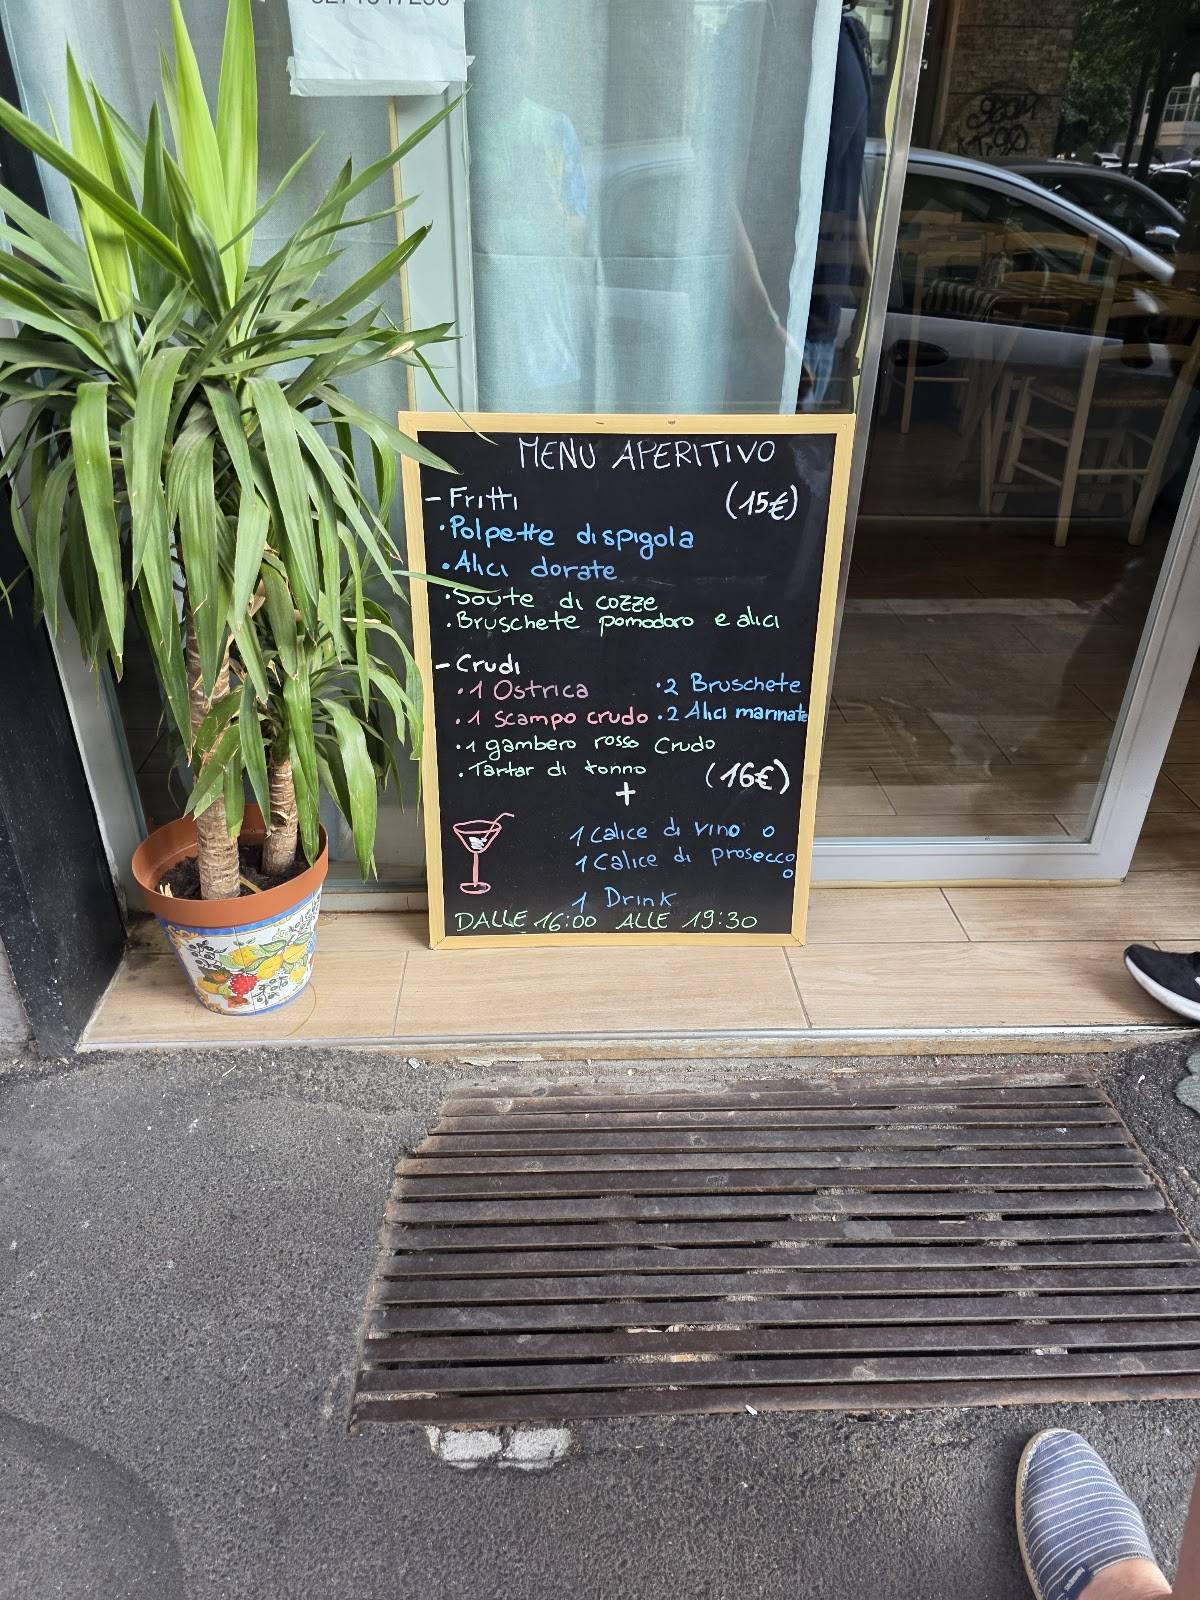 MENU APERITIVO
- Fritti (15€)
• Polpette di spigola
• Alici dorate
• Soute di cozze
• Bruschete pomodoro e alici
- Crudi
• 1 Ostrica • 2 Bruschete
• 1 scampo crudo • 2 Alici marinate
• 1 gambero rosso crudo
• Tartar di tonno (16€)
+
1 Calice di vino o
1 Calice di prosecco
o
1 Drink
DALLE 16:00 ALLE 19:30